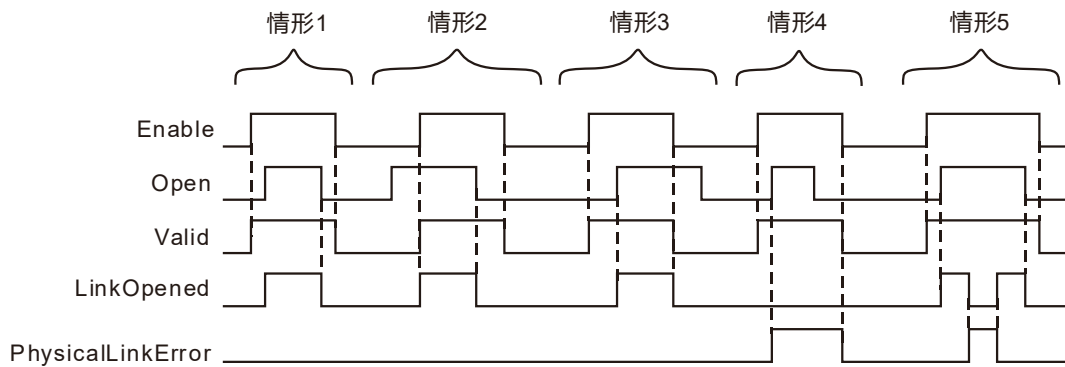 情形1 情形2 情形3 情形4 情形5
Enable
Open
Valid
LinkOpened
PhysicalLinkError